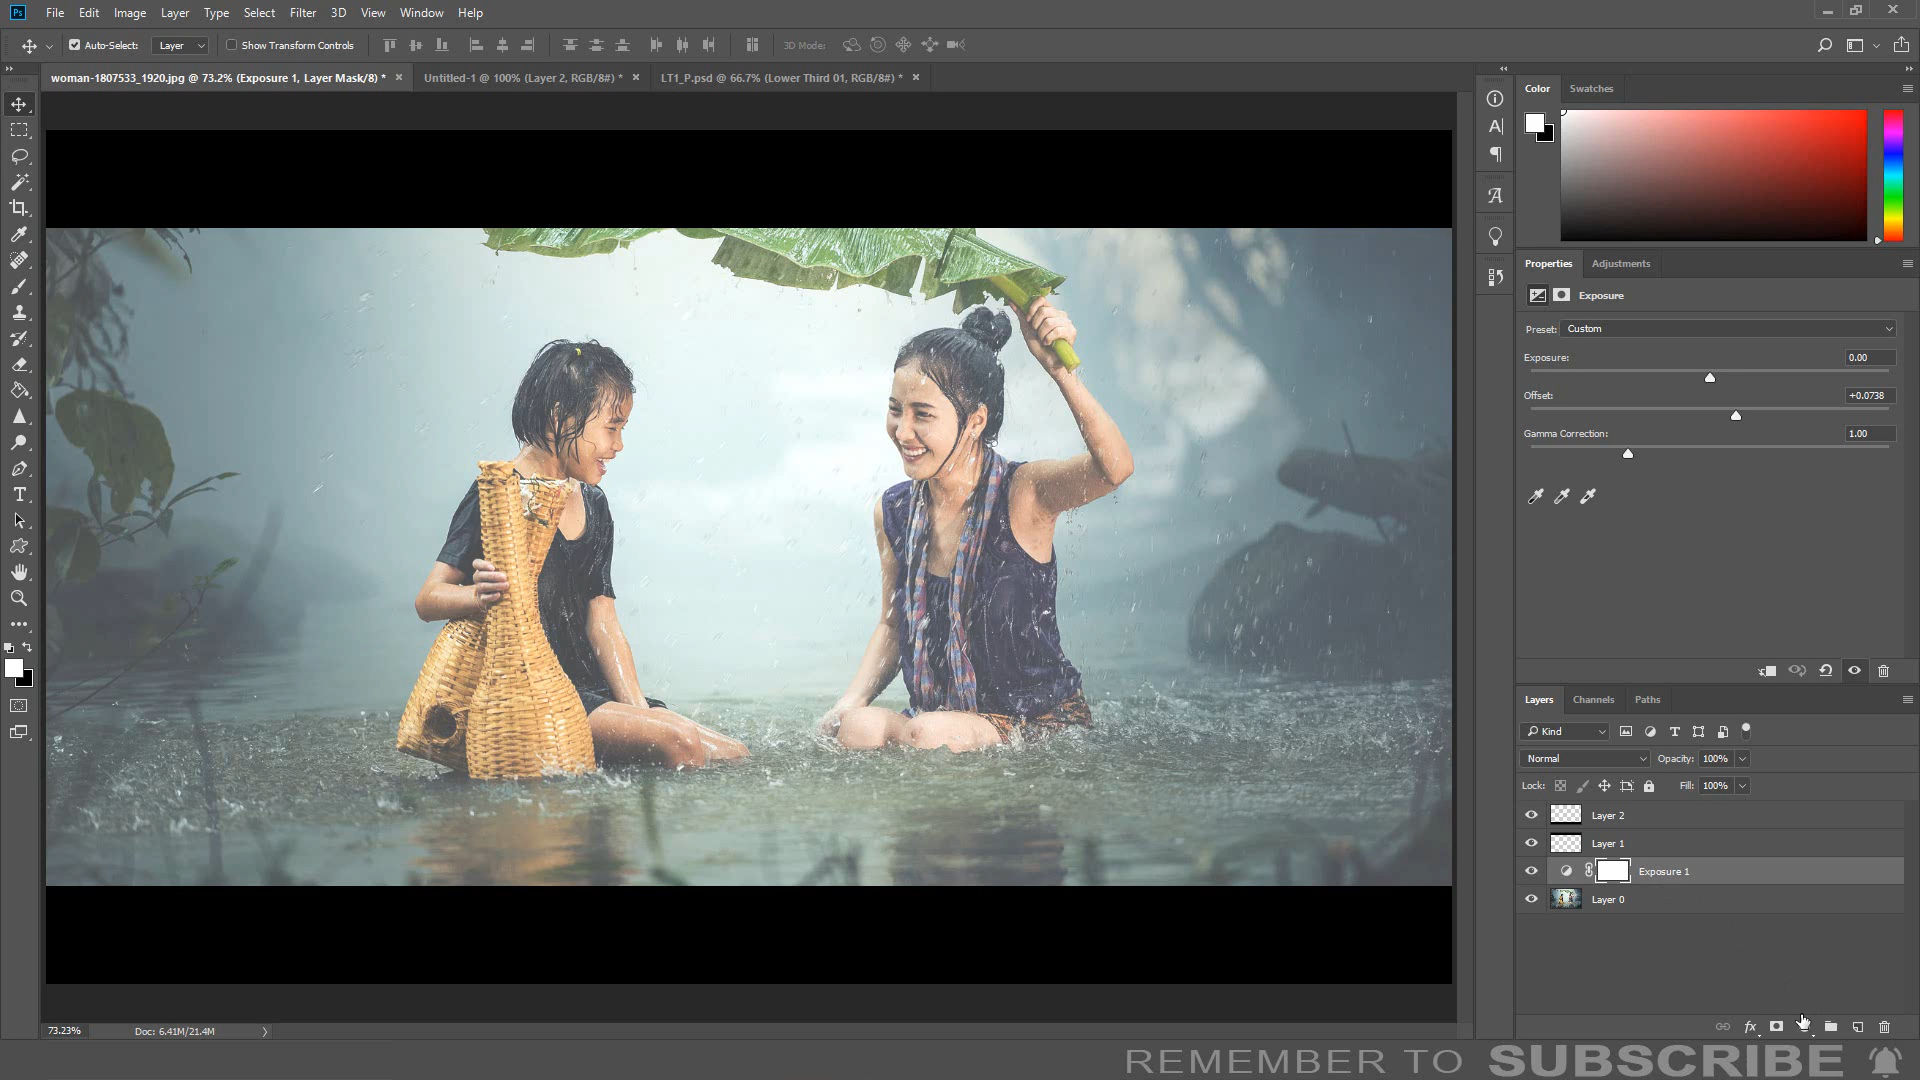 Ps File Edit Image Layer Type Select Filter 3D View Window Help
Auto-Select: Layer Show Transform Controls 3D Mode:
woman-1807533_1920.jpg @ 73.2% (Exposure 1, Layer Mask/8) * Untitled-1 @ 100% (Layer 2, RGB/8#) * LT1_P.psd @ 66.7% (Lower Third 01, RGB/8#) *
Color Swatches
Properties Adjustments
Exposure
Preset: Custom
Exposure: 0.00
Offset: +0.0738
Gamma Correction: 1.00
Layers Channels Paths
Kind
Normal Opacity: 100%
Lock: Fill: 100%
Layer 2
Layer 1
Exposure 1
Layer 0
fx
73.23% Doc: 6.41M/21.4M
REMEMBER TO SUBSCRIBE